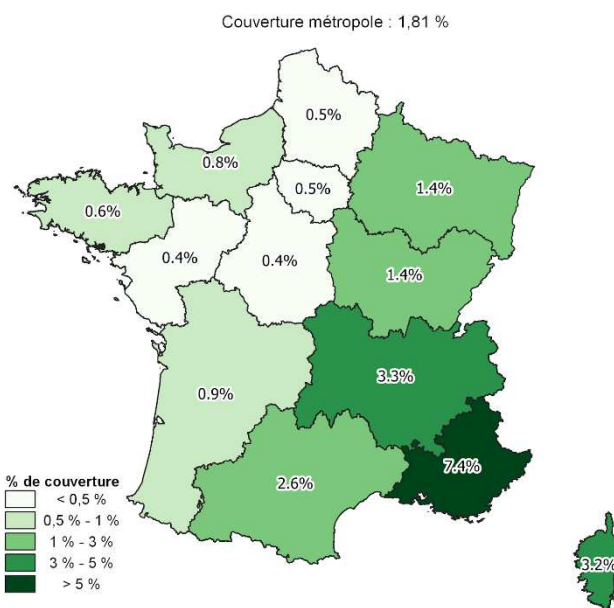 Couverture métropole : 1,81 %
0.5%
0.8%
0.5%
1.4%
0.6%
0.4%
0.4%
1.4%
3.3%
0.9%
7.4%
2.6%
% de couverture
< 0,5 %
0,5 % - 1 %
1 % - 3 %
3 % - 5 %
> 5 %
3.2%